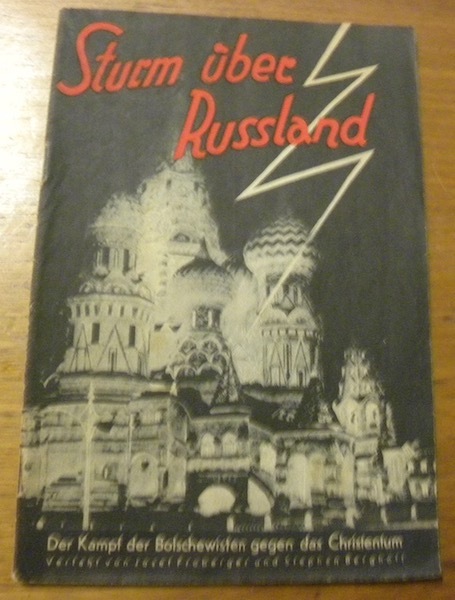 Sturm über
Russland
Der Kampf der Bolschewisten gegen das Christentum
Verfaßt von Josef Froberger und Stephan Berghoff